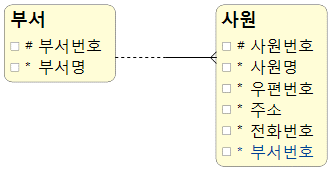 부서
# 부서번호
* 부서명
사원
# 사원번호
* 사원명
* 우편번호
* 주소
* 전화번호
* 부서번호